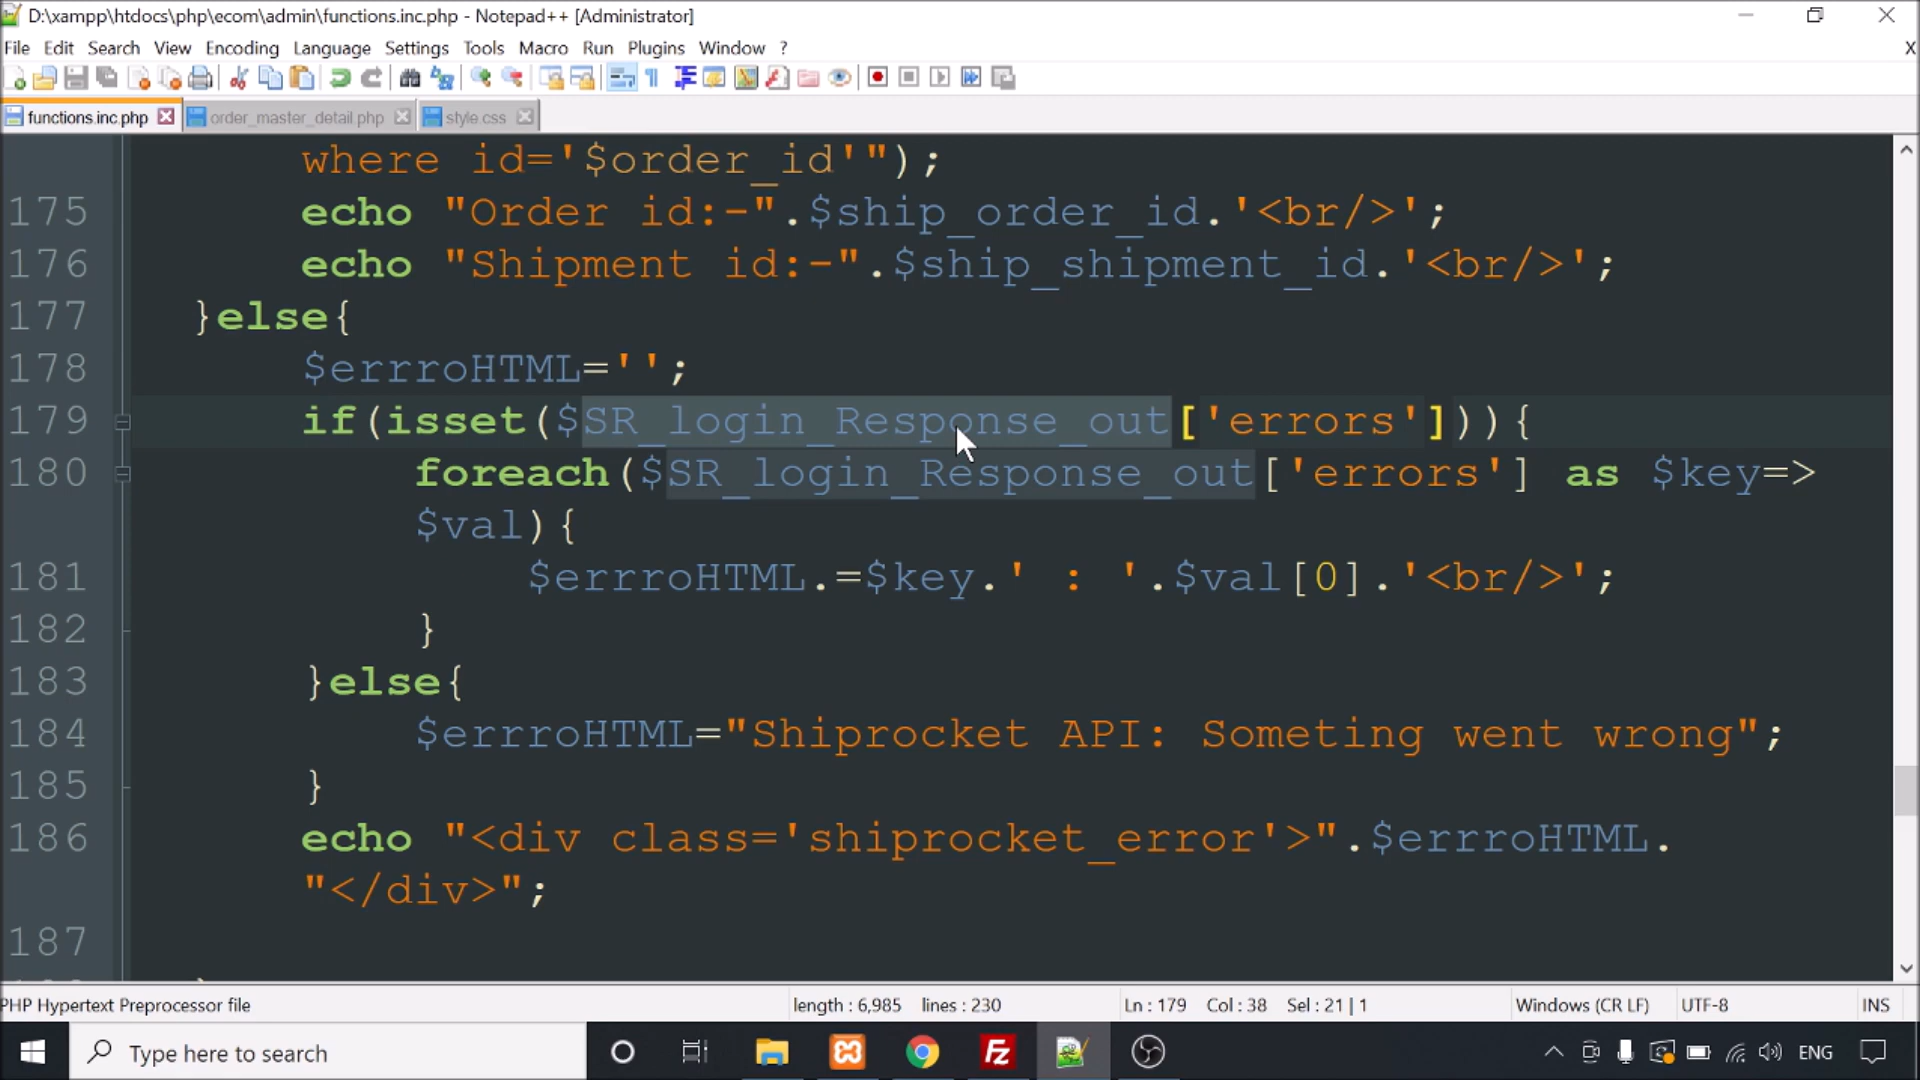 D:\xampp\htdocs\php\ecom\admin\functions.inc.php - Notepad++ [Administrator]
File Edit Search View Encoding Language Settings Tools Macro Run Plugins Window ? X
functions.inc.php order_master_detail.php style.css
where id='$order_id'");
175 echo "Order id:-".$ship_order_id.'<br/>';
176 echo "Shipment id:-".$ship_shipment_id.'<br/>';
177 }else{
178 $errroHTML='';
179 if(isset($SR_login_Response_out['errors'])){
180 foreach($SR_login_Response_out['errors'] as $key=>
$val){
181 $errroHTML.=$key.' : '.$val[0].'<br/>';
182 }
183 }else{
184 $errroHTML="Shiprocket API: Someting went wrong";
185 }
186 echo "<div class='shiprocket_error'>".$errroHTML.
"</div>";
187
PHP Hypertext Preprocessor file length : 6,985 lines : 230 Ln : 179 Col : 38 Sel : 21 | 1 Windows (CR LF) UTF-8 INS
Type here to search ENG